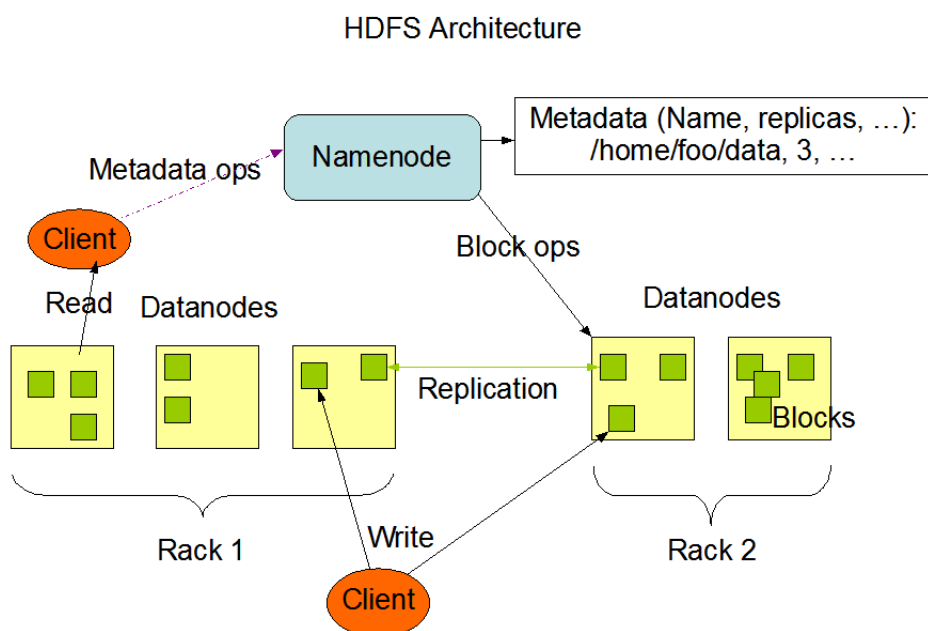 HDFS Architecture
Metadata (Name, replicas, …):
/home/foo/data, 3, …
Namenode
Metadata ops
Client
Block ops
Read
Datanodes
Datanodes
Replication
Blocks
Rack 1
Write
Rack 2
Client